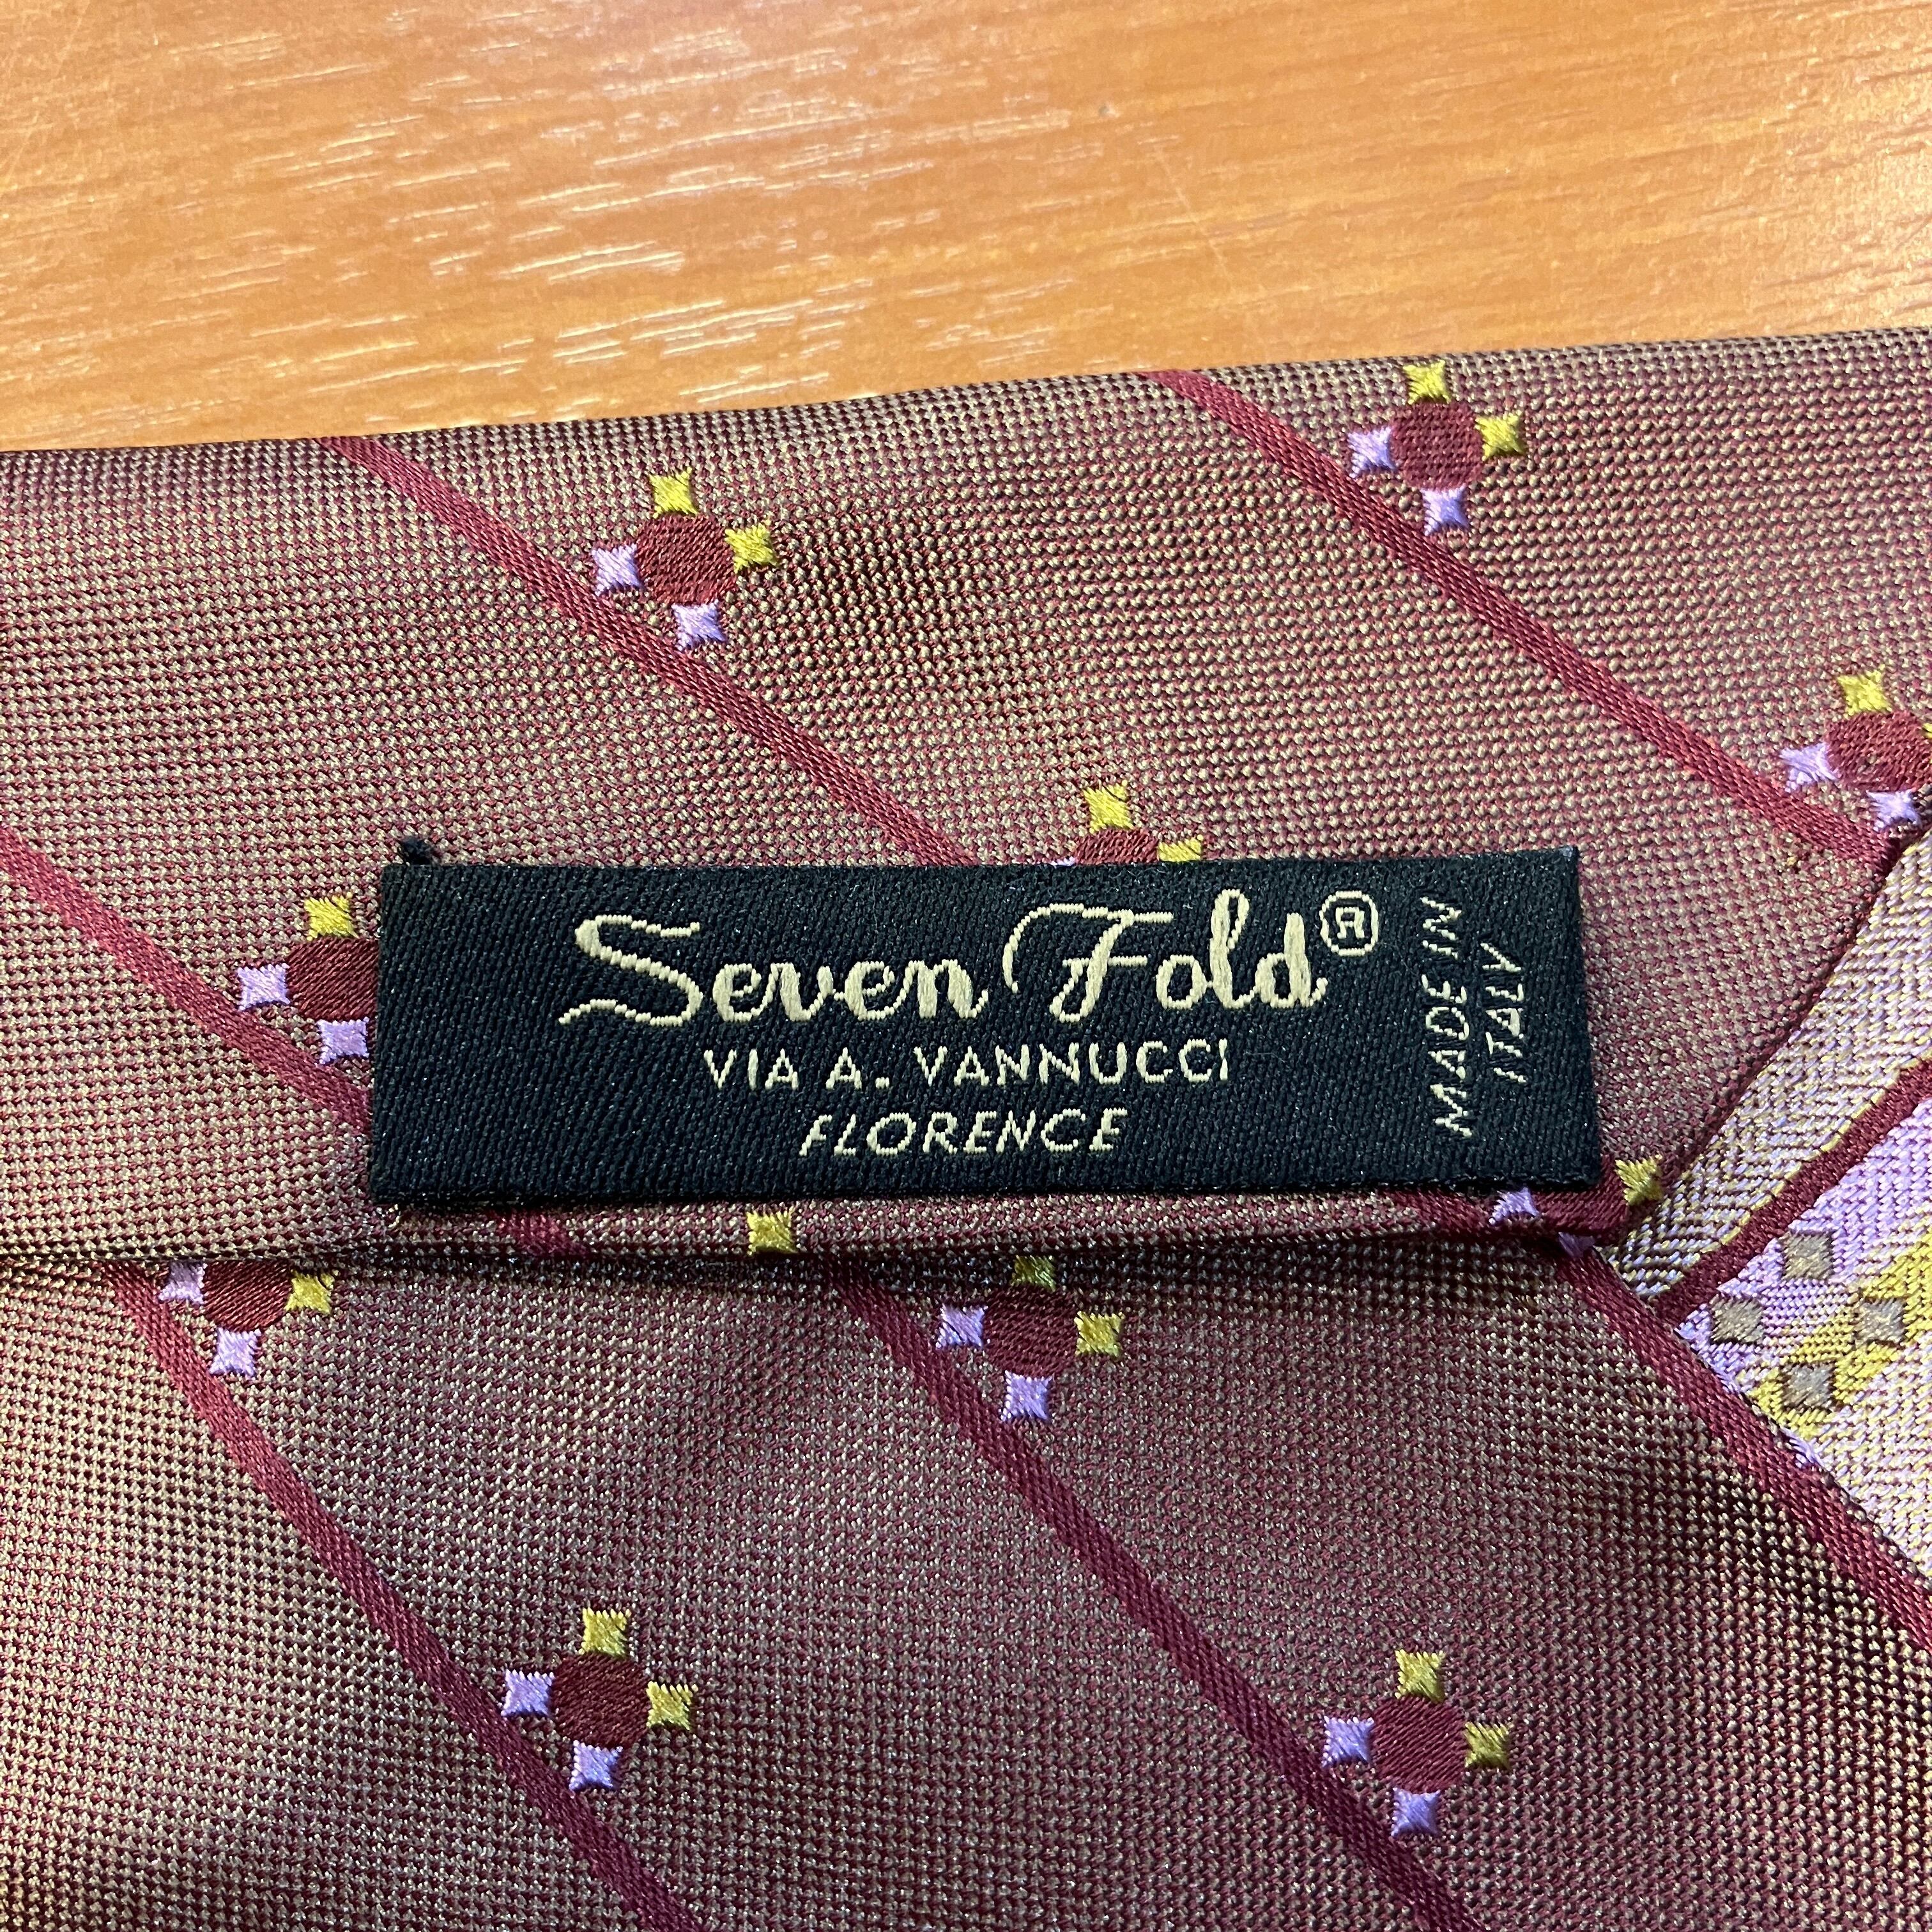 Seven Fold®
VIA A. VANNUCCI
FLORENCE
MADE IN
ITALY